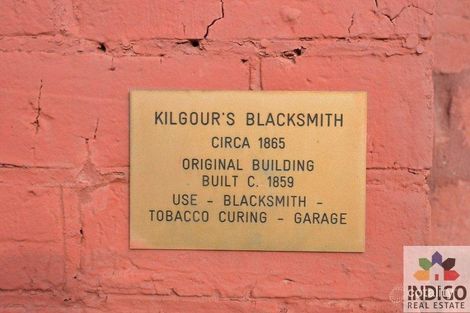 KILGOUR'S BLACKSMITH
CIRCA 1865
ORIGINAL BUILDING
BUILT C. 1859
USE - BLACKSMITH -
TOBACCO CURING - GARAGE
INDIGO
REAL ESTATE